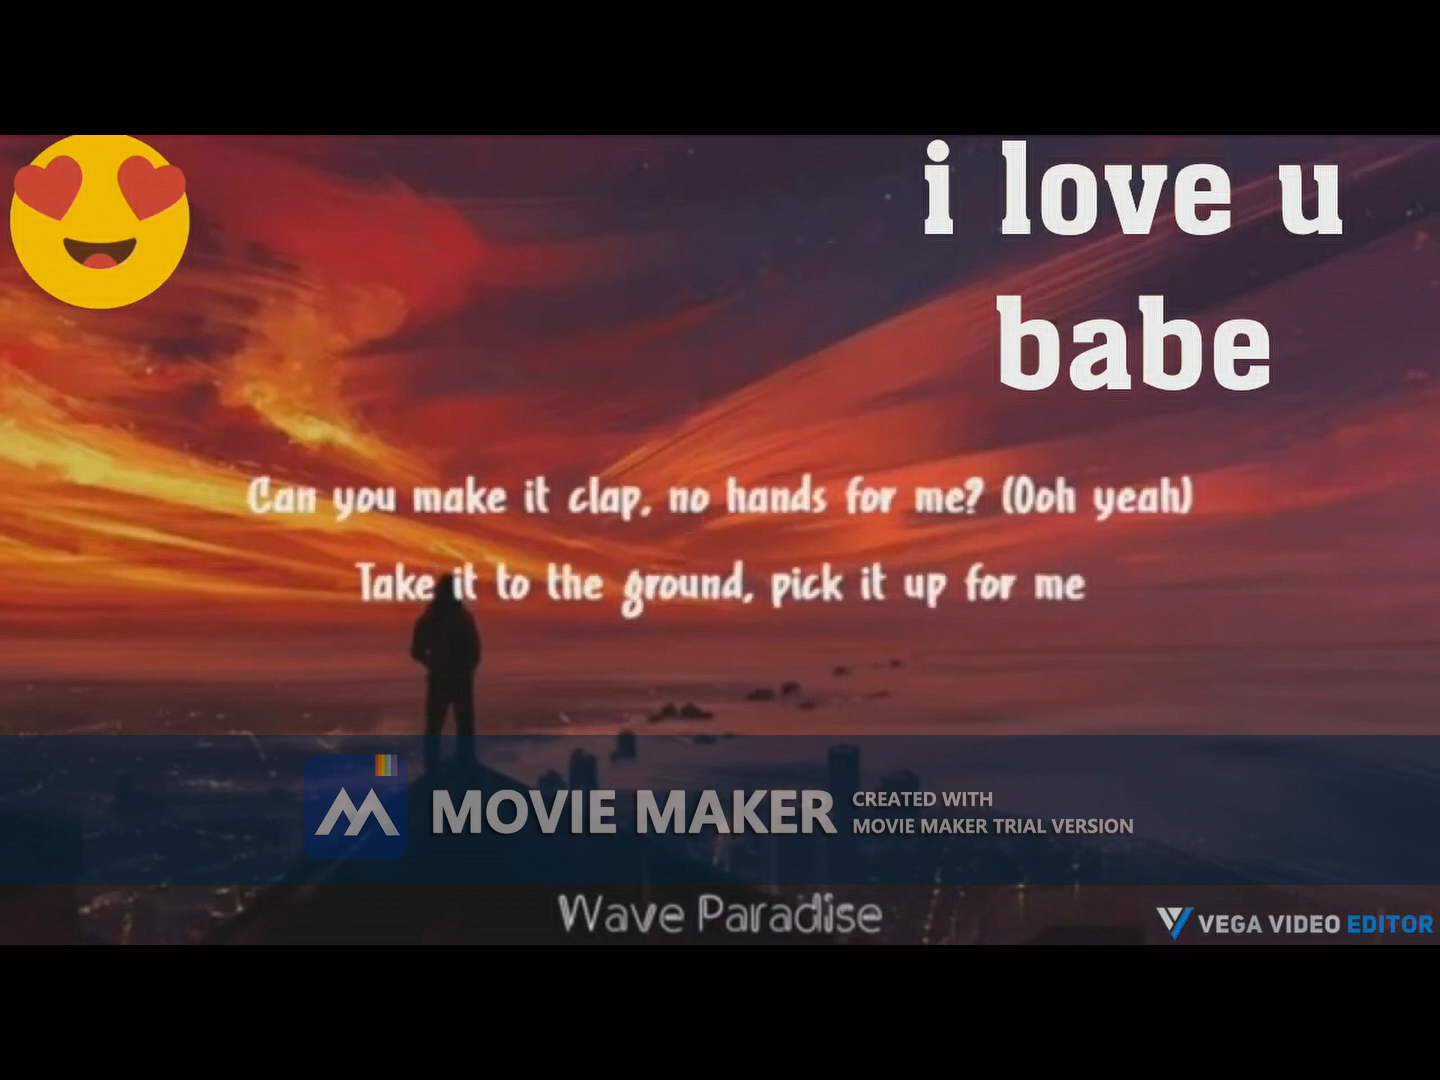 i love u
babe
Can you make it clap, no hands for me? (Ooh yeah)
Take it to the ground, pick it up for me
MOVIE MAKER
CREATED WITH
MOVIE MAKER TRIAL VERSION
Wave Paradise
VEGA VIDEO EDITOR